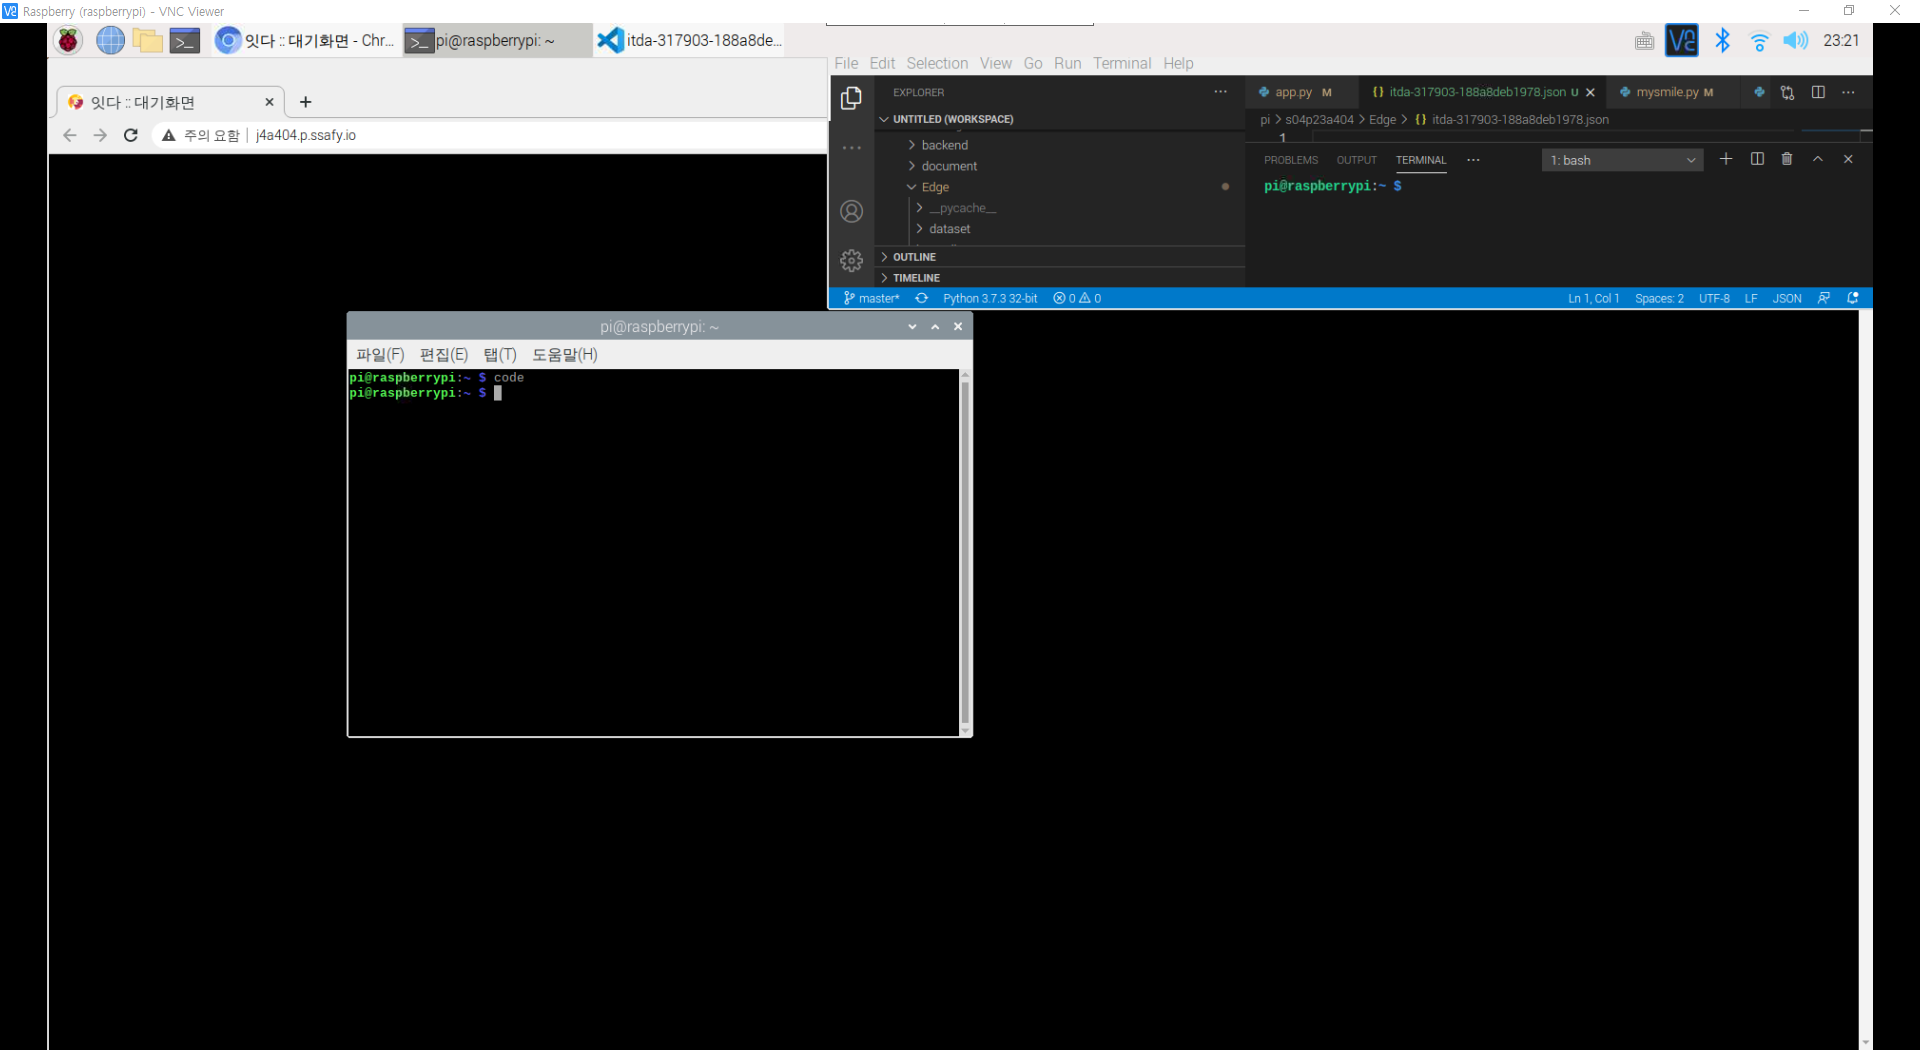 Raspberry (raspberrypi) - VNC Viewer
잇다 :: 대기화면 - Chr...
pi@raspberrypi: ~
itda-317903-188a8de...
23:21
잇다 :: 대기화면
주의 요함
j4a404.p.ssafy.io
File Edit Selection View Go Run Terminal Help
EXPLORER
UNTITLED (WORKSPACE)
backend
document
Edge
__pycache__
dataset
OUTLINE
TIMELINE
app.py M
{} itda-317903-188a8deb1978.json U
mysmile.py M
pi > s04p23a404 > Edge > {} itda-317903-188a8deb1978.json
1
PROBLEMS OUTPUT TERMINAL ...
1: bash
pi@raspberrypi:~ $
master* Python 3.7.3 32-bit 0 0 Ln 1, Col 1 Spaces: 2 UTF-8 LF JSON
pi@raspberrypi: ~
파일(F) 편집(E) 탭(T) 도움말(H)
pi@raspberrypi:~ $ code
pi@raspberrypi:~ $